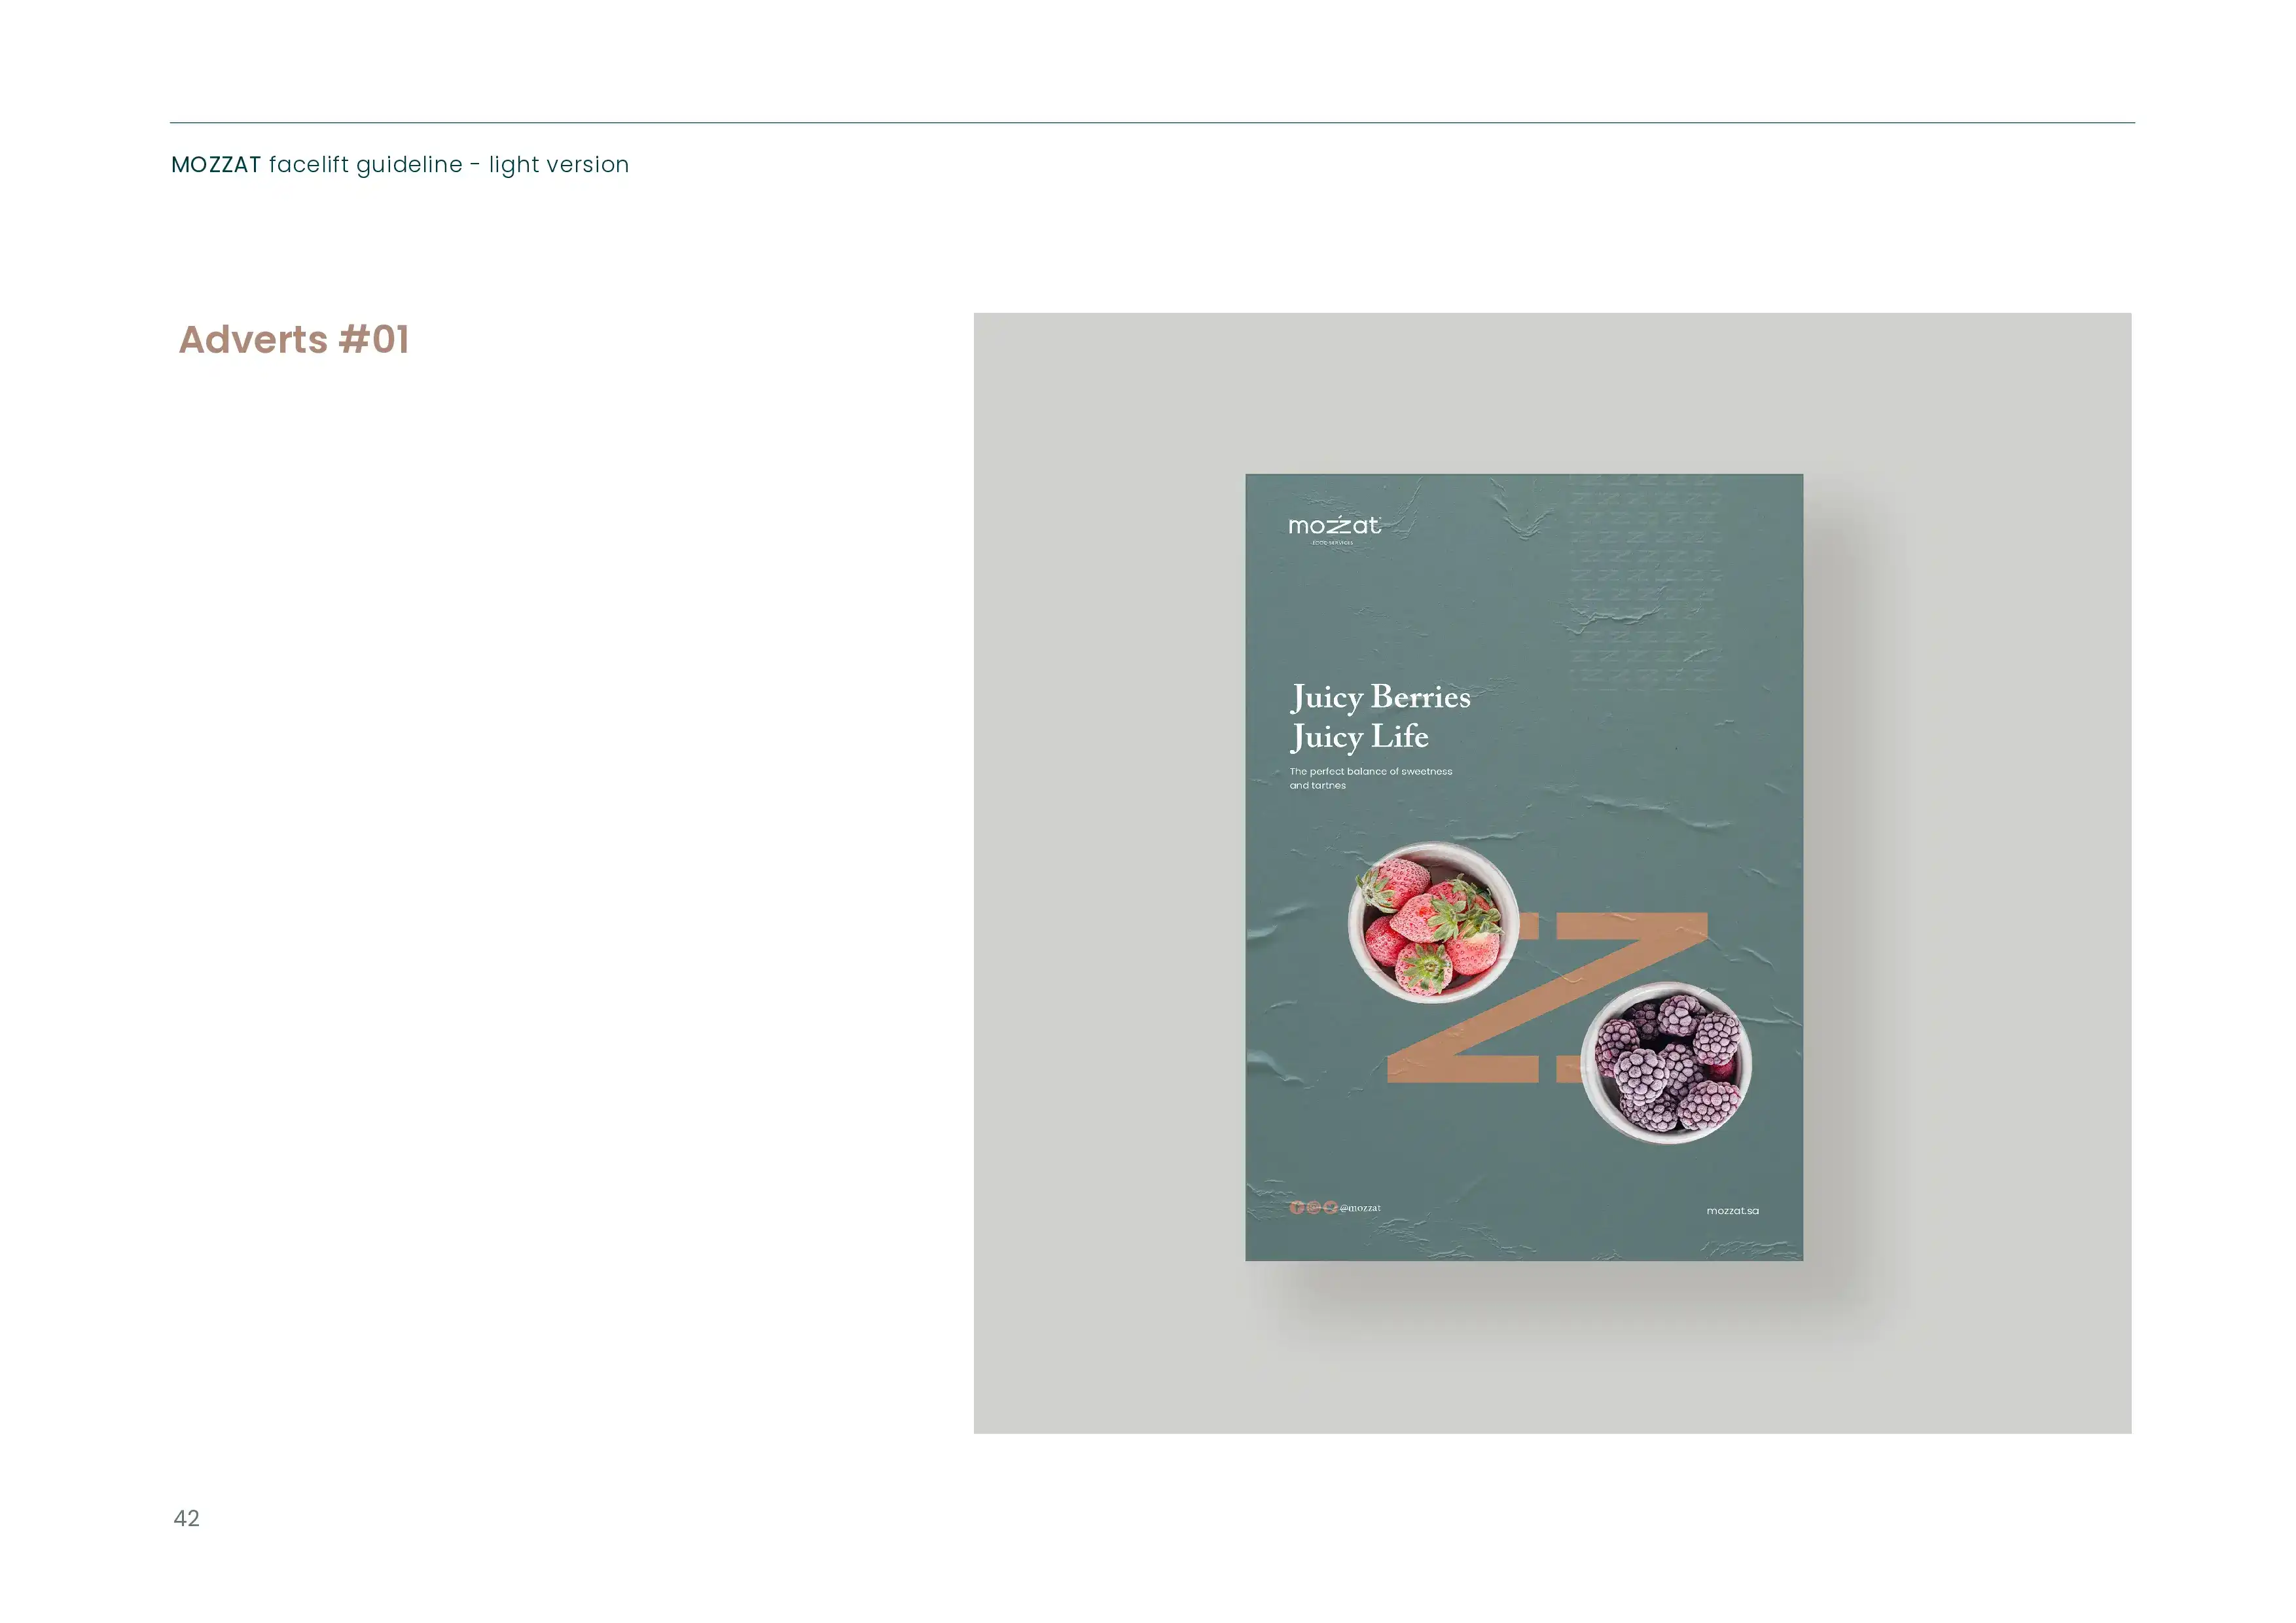 MOZZAT facelift guideline - light version
Adverts #01
mozzat
FOOD SERVICES
Juicy Berries
Juicy Life
The perfect balance of sweetness
and tartnes
@mozzat
mozzat.sa
42